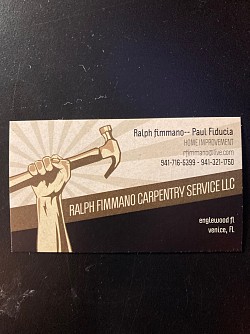 Ralph fimmano-- Paul Fiducia
HOME IMPROVEMENT
rfimmano@live.com
941-716-5399 - 941-321-1750
RALPH FIMMANO CARPENTRY SERVICE LLC
englewood fl
venice, FL